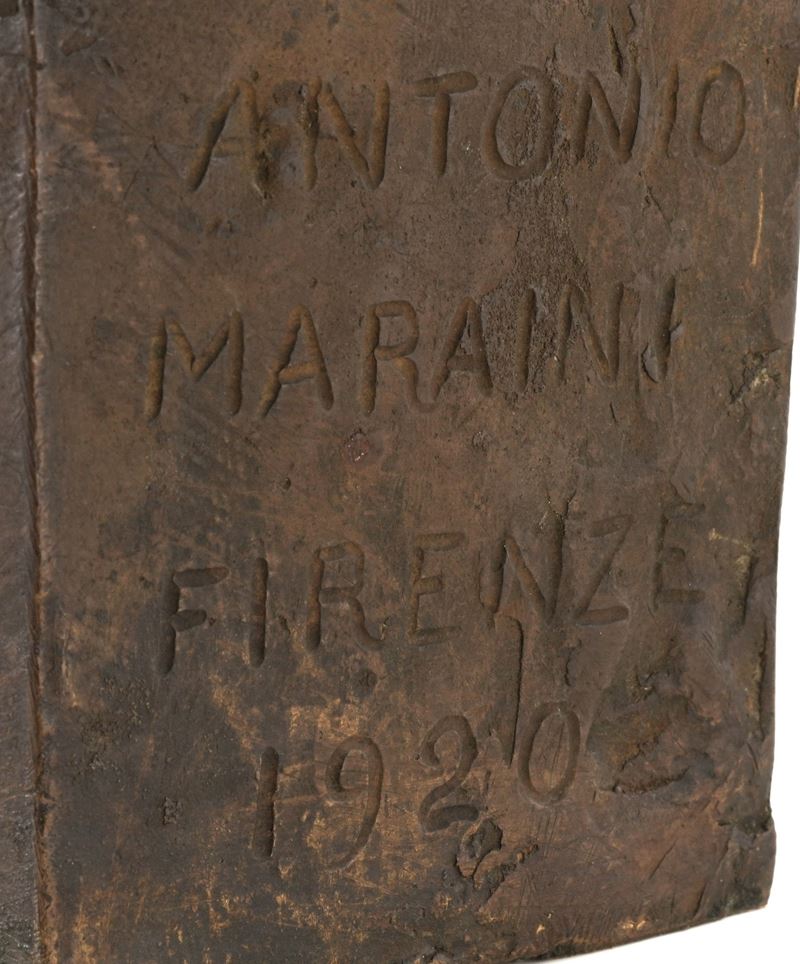 ANTONIO
MARAINI
FIRENZE
1920